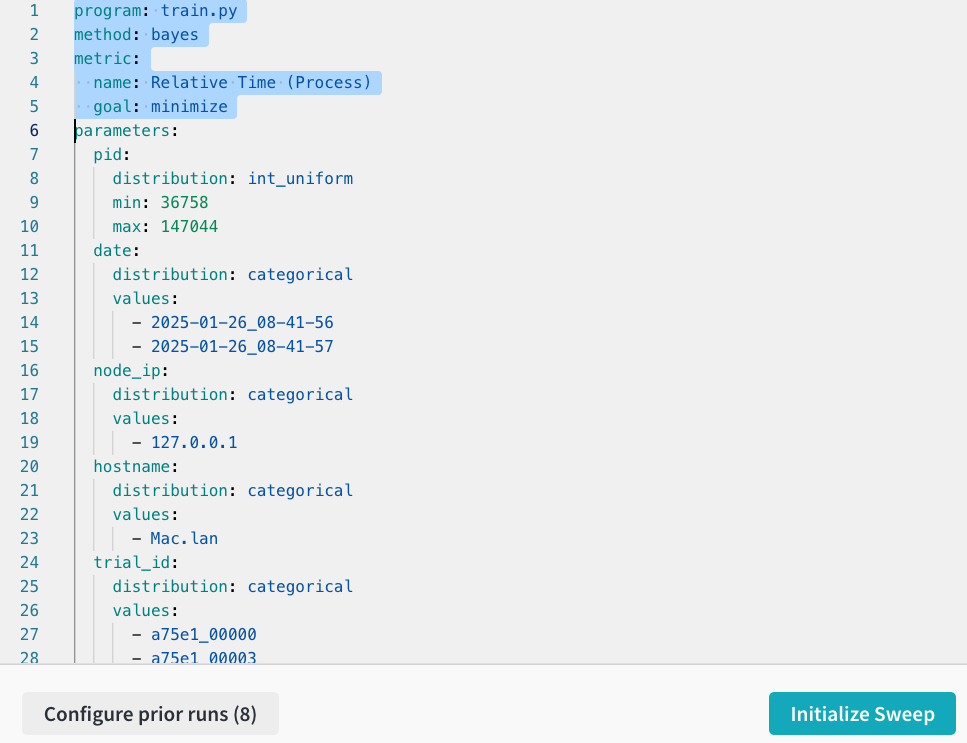 1 program: train.py
2 method: bayes
3 metric:
4 name: Relative Time (Process)
5 goal: minimize
6 parameters:
7 pid:
8 distribution: int_uniform
9 min: 36758
10 max: 147044
11 date:
12 distribution: categorical
13 values:
14 - 2025-01-26_08-41-56
15 - 2025-01-26_08-41-57
16 node_ip:
17 distribution: categorical
18 values:
19 - 127.0.0.1
20 hostname:
21 distribution: categorical
22 values:
23 - Mac.lan
24 trial_id:
25 distribution: categorical
26 values:
27 - a75e1_00000
28 - a75e1_00003
Configure prior runs (8)
Initialize Sweep